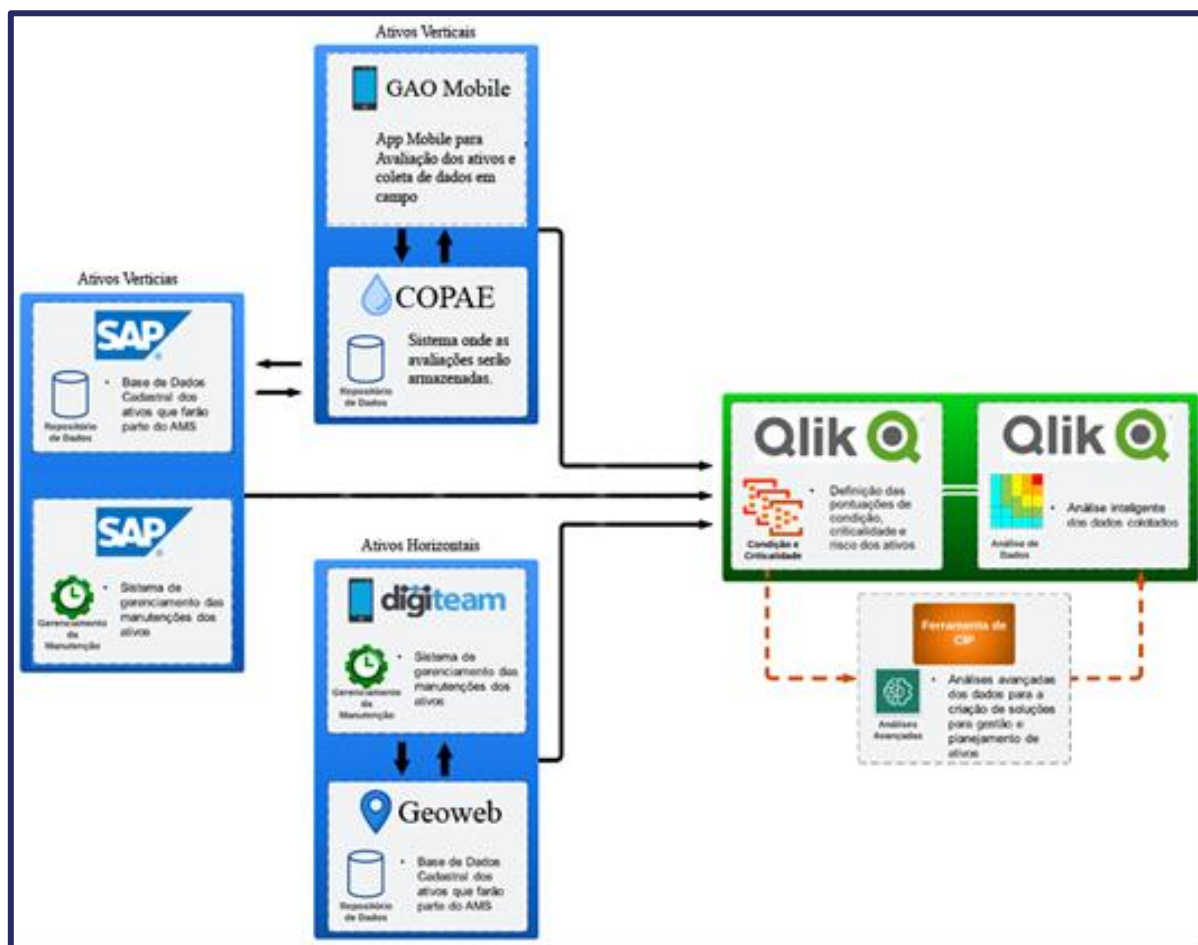 Ativos Verticais
GAO Mobile
App Mobile para
Avaliação dos ativos e
coleta de dados em
campo
COPAE
Sistema onde as
avaliações serão
armazenadas.
Repositório
de Dados
Ativos Vertícias
SAP
• Base de Dados
Cadastral dos
ativos que farão
parte do AMS
Repositório
de Dados
SAP
• Sistema de
gerenciamento das
manutenções dos
ativos
Gerenciamento
da
Manutenção
Ativos Horizontais
digiteam
• Sistema de
gerenciamento das
manutenções dos
ativos
Gerenciamento
da
Manutenção
Geoweb
• Base de Dados
Cadastral dos
ativos que farão
parte do AMS
Repositório
de Dados
Qlik
• Definição das
pontuações de
condição,
criticalidade e
risco dos ativos
Condição e
Criticalidade
Qlik
• Análise inteligente
dos dados coletados
Análise de
Dados
Ferramenta de
CIP
• Análises avançadas
dos dados para a
criação de soluções
para gestão e
planejamento de
ativos
Análises
Avançadas